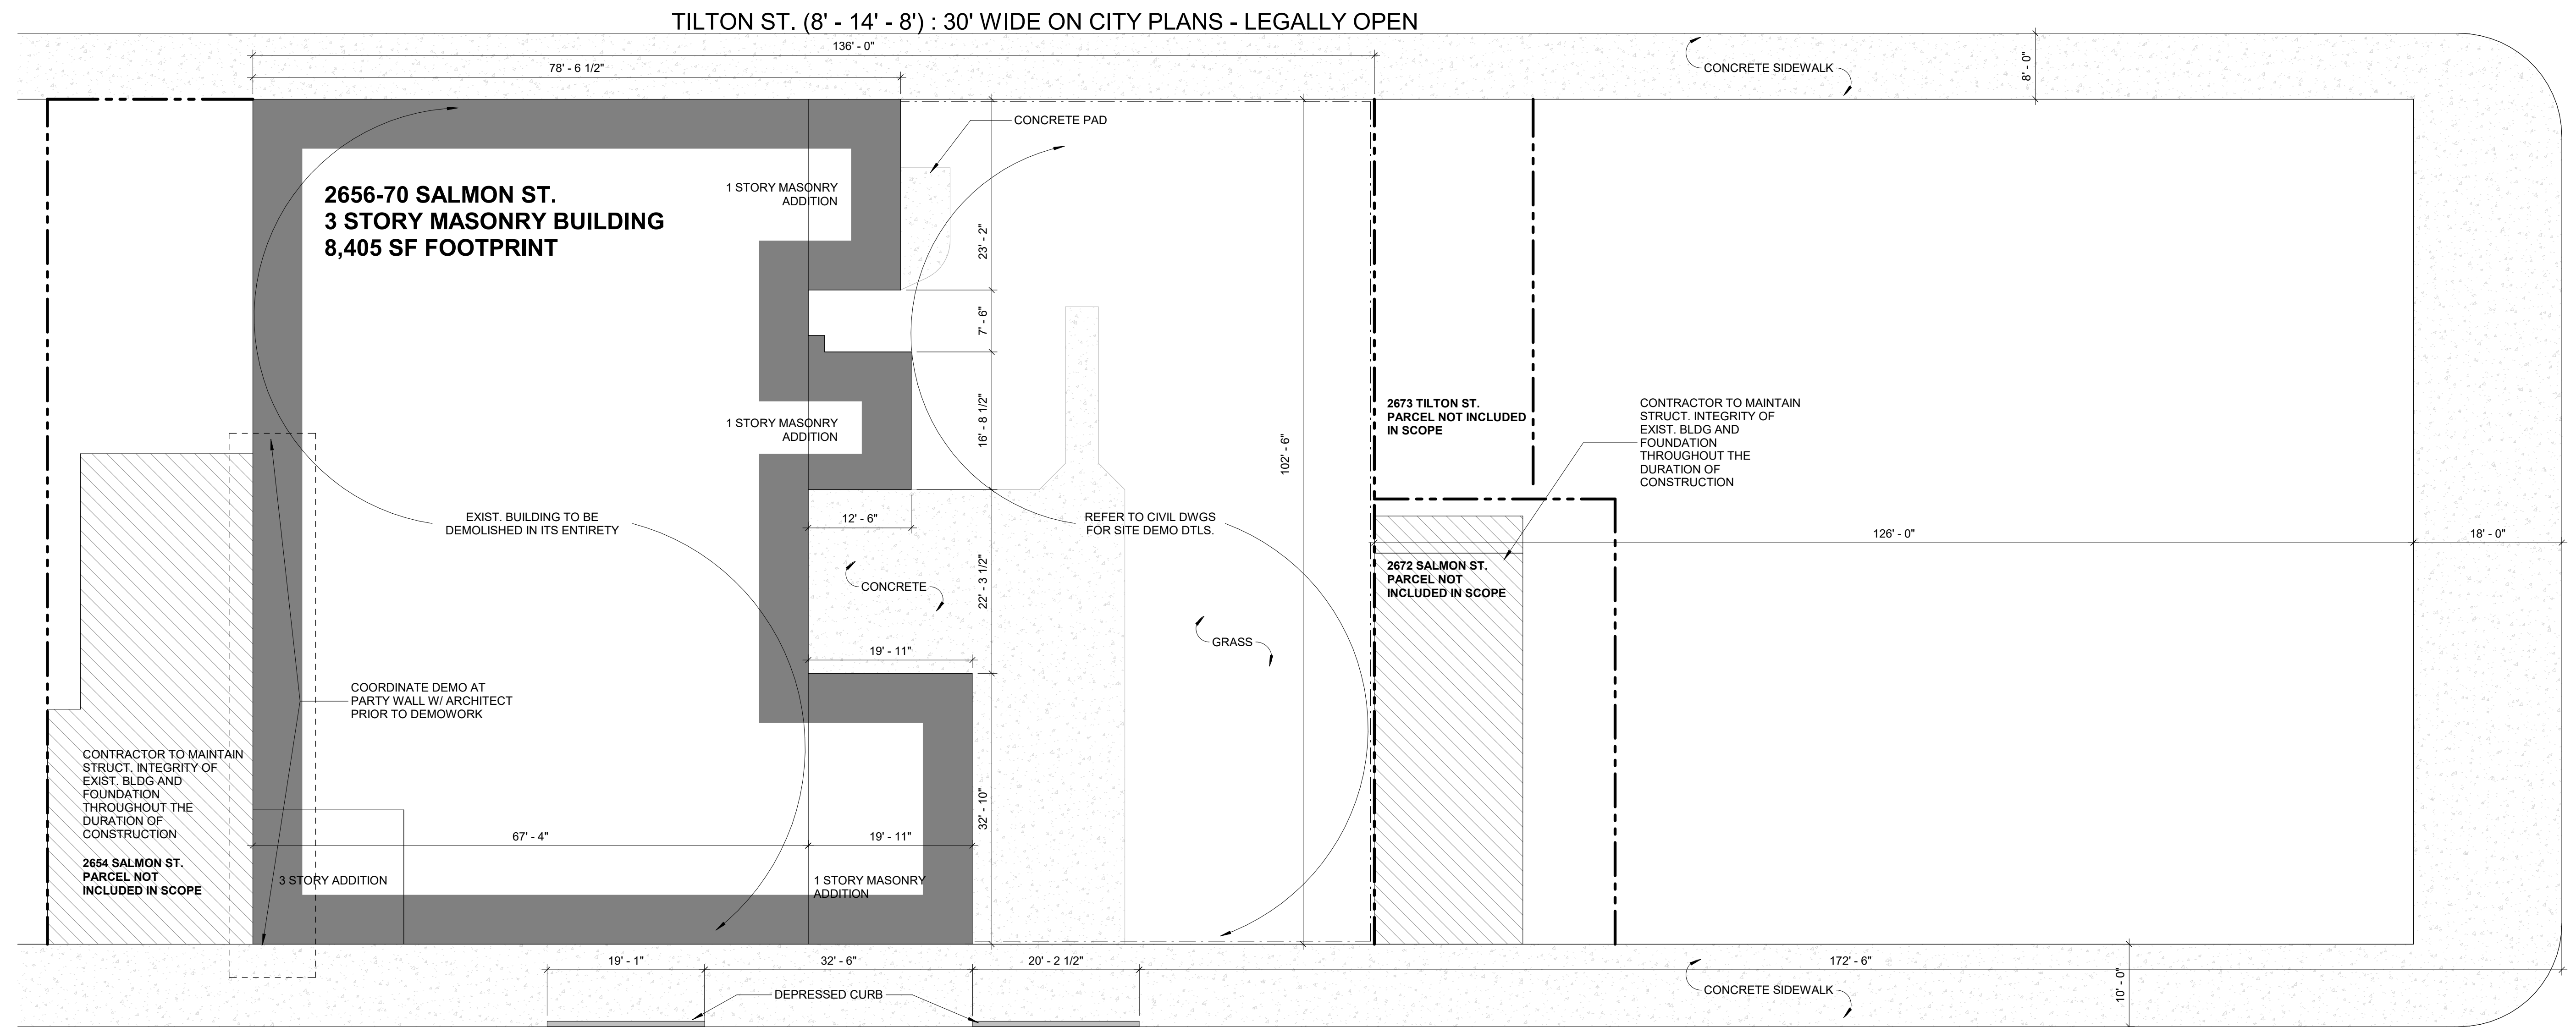 TILTON ST. (8' - 14' - 8') : 30' WIDE ON CITY PLANS - LEGALLY OPEN
136' - 0"
78' - 6 1/2"
CONCRETE SIDEWALK
8' - 0"
CONCRETE PAD
2656-70 SALMON ST.
3 STORY MASONRY BUILDING
8,405 SF FOOTPRINT
1 STORY MASONRY
ADDITION
23' - 2"
7' - 6"
16' - 8 1/2"
102' - 6"
1 STORY MASONRY
ADDITION
2673 TILTON ST.
PARCEL NOT INCLUDED
IN SCOPE
CONTRACTOR TO MAINTAIN
STRUCT. INTEGRITY OF
EXIST. BLDG AND
FOUNDATION
THROUGHOUT THE
DURATION OF
CONSTRUCTION
EXIST. BUILDING TO BE
DEMOLISHED IN ITS ENTIRETY
12' - 6"
REFER TO CIVIL DWGS
FOR SITE DEMO DTLS.
126' - 0"
18' - 0"
22' - 3 1/2"
CONCRETE
2672 SALMON ST.
PARCEL NOT
INCLUDED IN SCOPE
GRASS
19' - 11"
COORDINATE DEMO AT
PARTY WALL W/ ARCHITECT
PRIOR TO DEMOWORK
CONTRACTOR TO MAINTAIN
STRUCT. INTEGRITY OF
EXIST. BLDG AND
FOUNDATION
THROUGHOUT THE
DURATION OF
CONSTRUCTION
32' - 10"
67' - 4"
19' - 11"
2654 SALMON ST.
PARCEL NOT
INCLUDED IN SCOPE
3 STORY ADDITION
1 STORY MASONRY
ADDITION
19' - 1"
32' - 6"
20' - 2 1/2"
172' - 6"
DEPRESSED CURB
CONCRETE SIDEWALK
10' - 0"